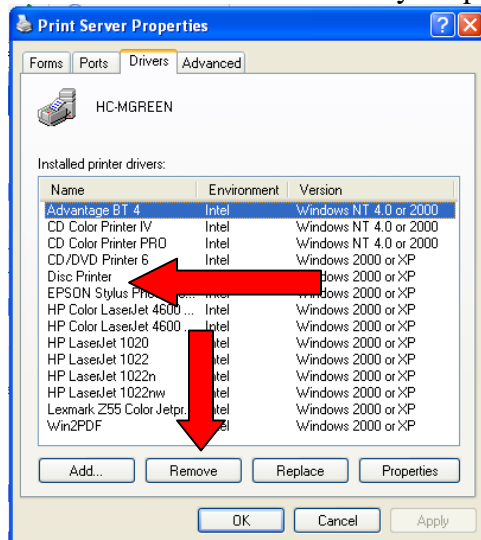 Print Server Properties
Forms Ports Drivers Advanced
HC-MGREEN
Installed printer drivers:
Name Environment Version
Advantage BT 4 Intel Windows NT 4.0 or 2000
CD Color Printer IV Intel Windows NT 4.0 or 2000
CD Color Printer PRO Intel Windows NT 4.0 or 2000
CD/DVD Printer 6 Intel Windows 2000 or XP
Disc Printer Windows 2000 or XP
EPSON Stylus Windows 2000 or XP
HP Color LaserJet 4600 ... Intel Windows 2000 or XP
HP Color LaserJet 4600 ... Intel Windows 2000 or XP
HP LaserJet 1020 Intel Windows 2000 or XP
HP LaserJet 1022 Intel Windows 2000 or XP
HP LaserJet 1022n Intel Windows 2000 or XP
HP LaserJet 1022nw Intel Windows 2000 or XP
Lexmark Z55 Color Jetpr... Intel Windows 2000 or XP
Win2PDF Windows 2000 or XP
Add... Remove Replace Properties
OK Cancel Apply